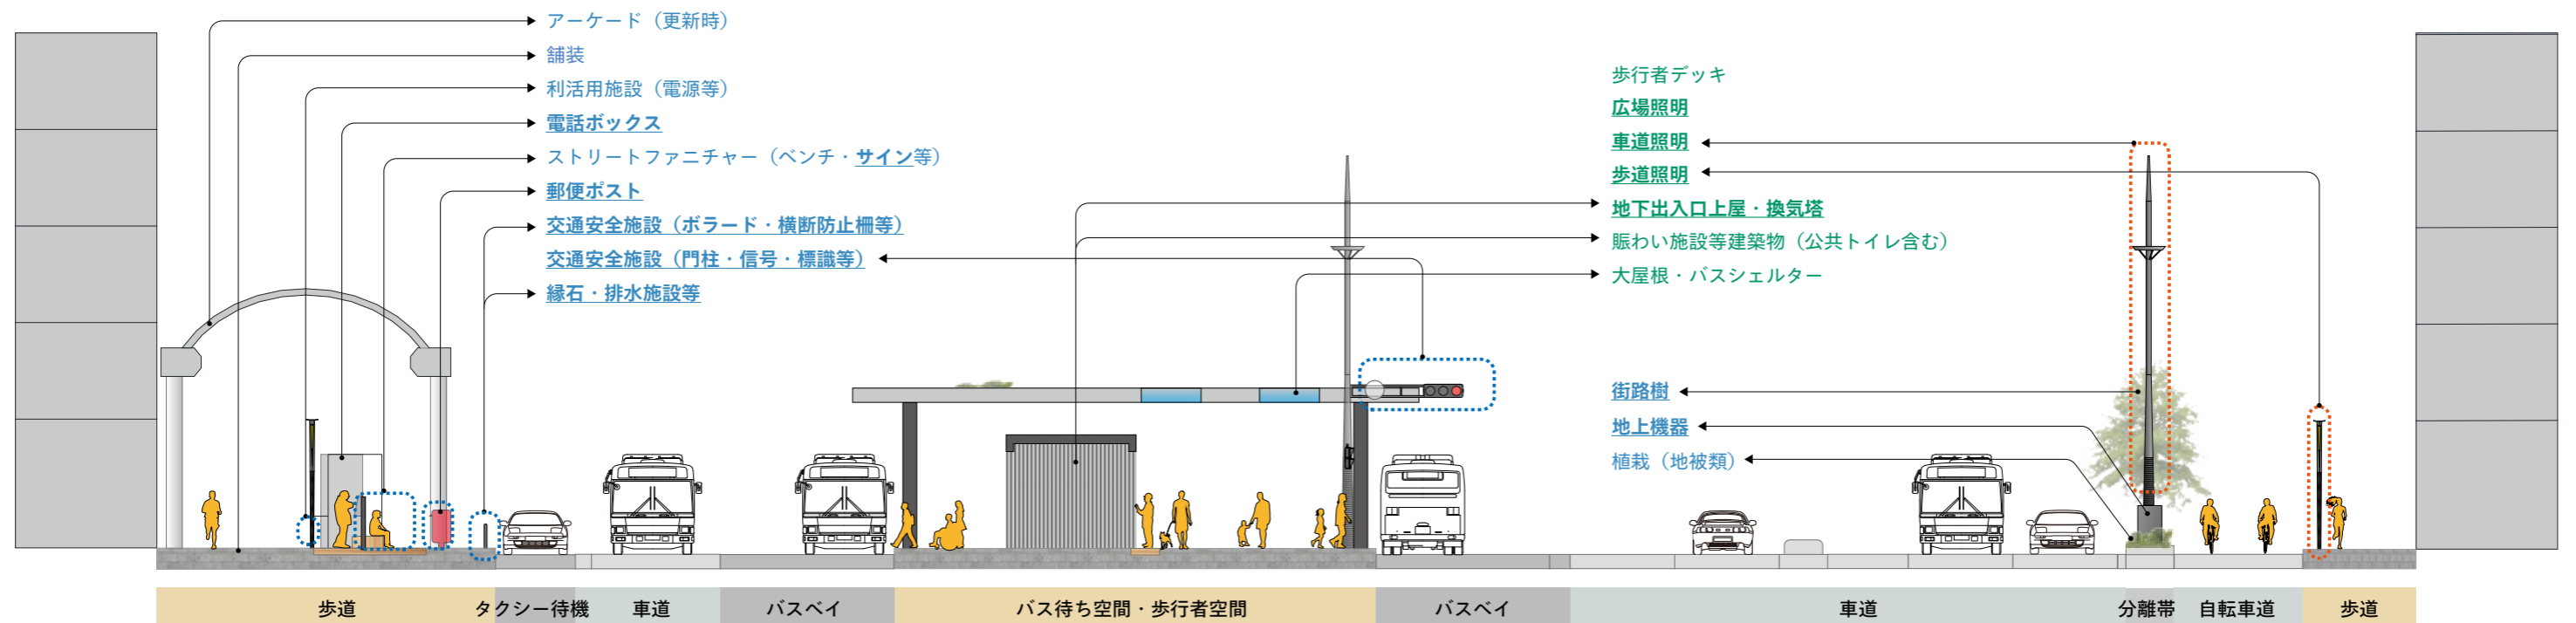 アーケード（更新時）
舗装
利活用施設（電源等）
電話ボックス
ストリートファニチャー（ベンチ・サイン等）
郵便ポスト
交通安全施設（ボラード・横断防止柵等）
交通安全施設（門柱・信号・標識等）
縁石・排水施設等
歩行者デッキ
広場照明
車道照明
歩道照明
地下出入口上屋・換気塔
賑わい施設等建築物（公共トイレ含む）
大屋根・バスシェルター
街路樹
地上機器
植栽（地被類）
歩道
タクシー待機
車道
バスベイ
バス待ち空間・歩行者空間
バスベイ
車道
分離帯
自転車道
歩道